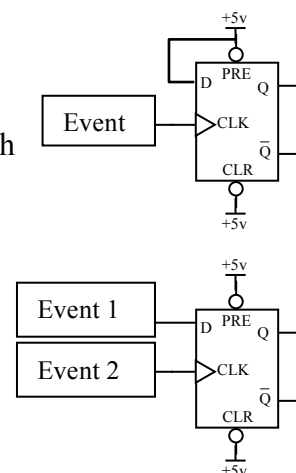 +5v
D
PRE
Q
Event
CLK
h
Q̅
CLR
+5v
+5v
Event 1
D
PRE
Q
Event 2
CLK
Q̅
CLR
+5v